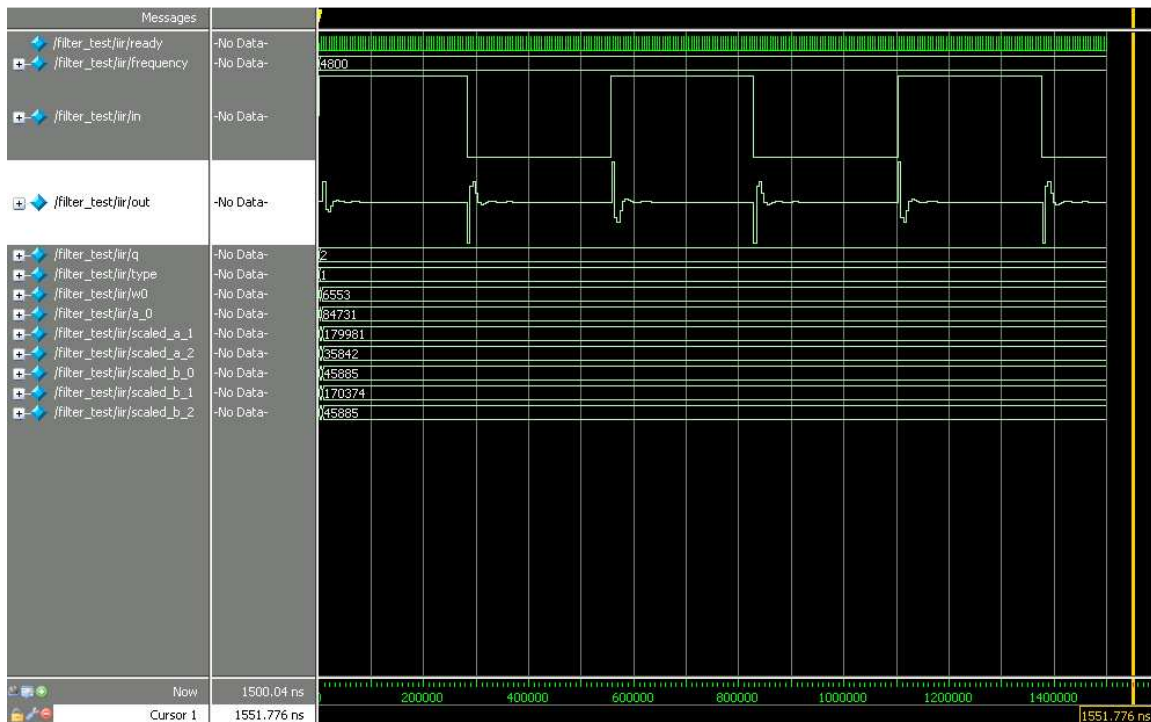 Messages
/filter_test/iir/ready -No Data-
/filter_test/iir/frequency -No Data- 4800
/filter_test/iir/in -No Data-
/filter_test/iir/out -No Data-
/filter_test/iir/q -No Data- 2
/filter_test/iir/type -No Data- 1
/filter_test/iir/w0 -No Data- 6553
/filter_test/iir/a_0 -No Data- 84731
/filter_test/iir/scaled_a_1 -No Data- 179981
/filter_test/iir/scaled_a_2 -No Data- 35842
/filter_test/iir/scaled_b_0 -No Data- 45885
/filter_test/iir/scaled_b_1 -No Data- 170374
/filter_test/iir/scaled_b_2 -No Data- 45885
Now 1500.04 ns 200000 400000 600000 800000 1000000 1200000 1400000
Cursor 1 1551.776 ns 1551.776 ns